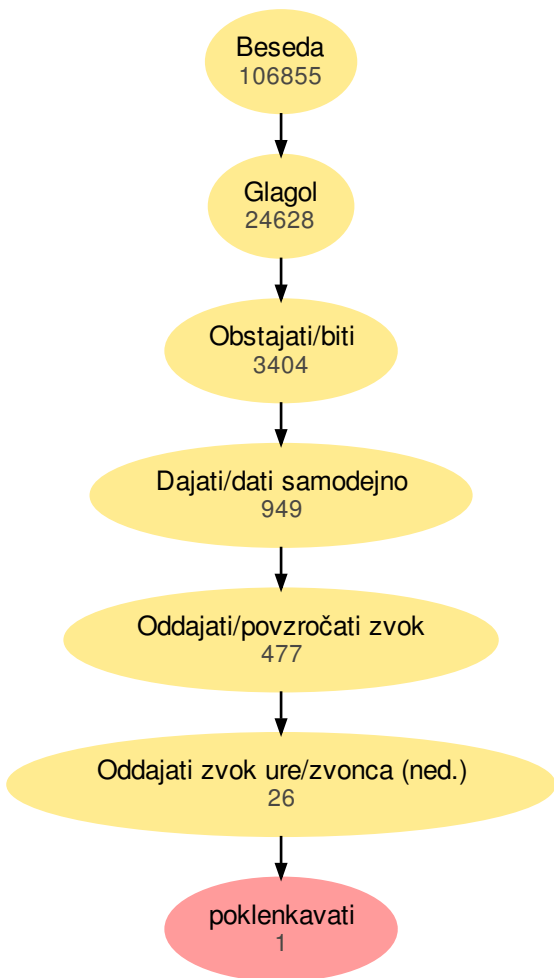 Beseda
106855
Glagol
24628
Obstajati/biti
3404
Dajati/dati samodejno
949
Oddajati/povzročati zvok
477
Oddajati zvok ure/zvonca (ned.)
26
poklenkavati
1